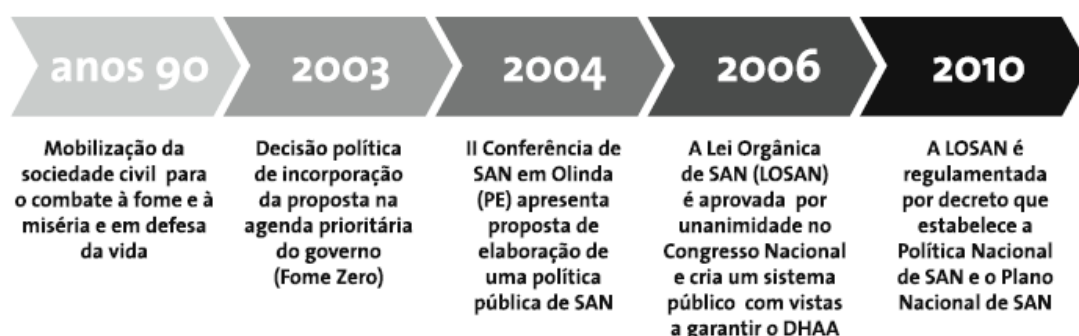 anos 90
2003
2004
2006
2010
Mobilização da
sociedade civil para
o combate à fome e à
miséria e em defesa
da vida
Decisão política
de incorporação
da proposta na
agenda prioritária
do governo
(Fome Zero)
II Conferência de
SAN em Olinda
(PE) apresenta
proposta de
elaboração de
uma política
pública de SAN
A Lei Orgânica
de SAN (LOSAN)
é aprovada por
unanimidade no
Congresso Nacional
e cria um sistema
público com vistas
a garantir o DHAA
A LOSAN é
regulamentada
por decreto que
estabelece a
Política Nacional
de SAN e o Plano
Nacional de SAN